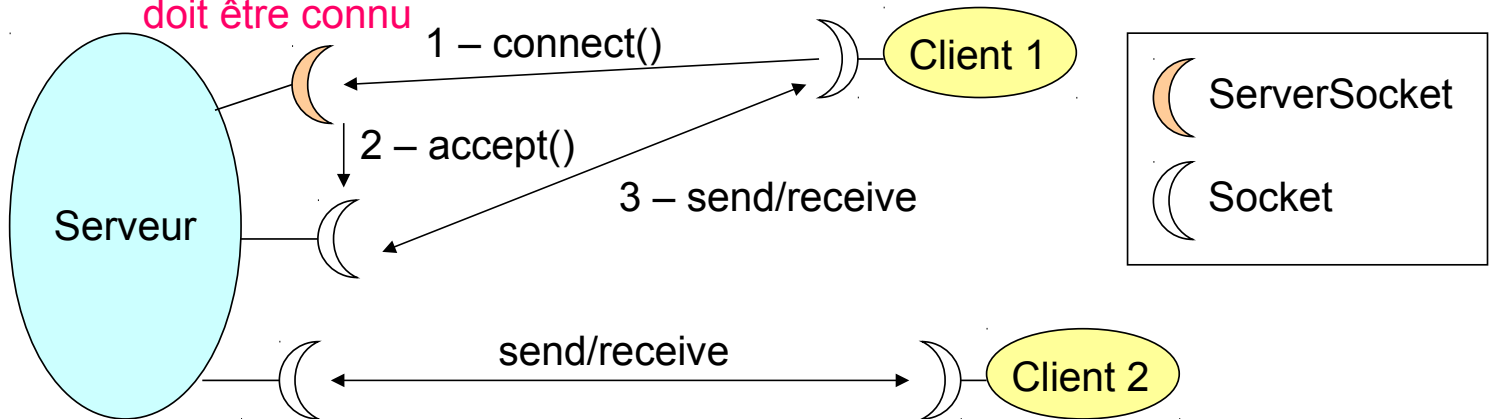 doit être connu
1 – connect()
Client 1
ServerSocket
2 – accept()
3 – send/receive
Socket
Serveur
send/receive
Client 2